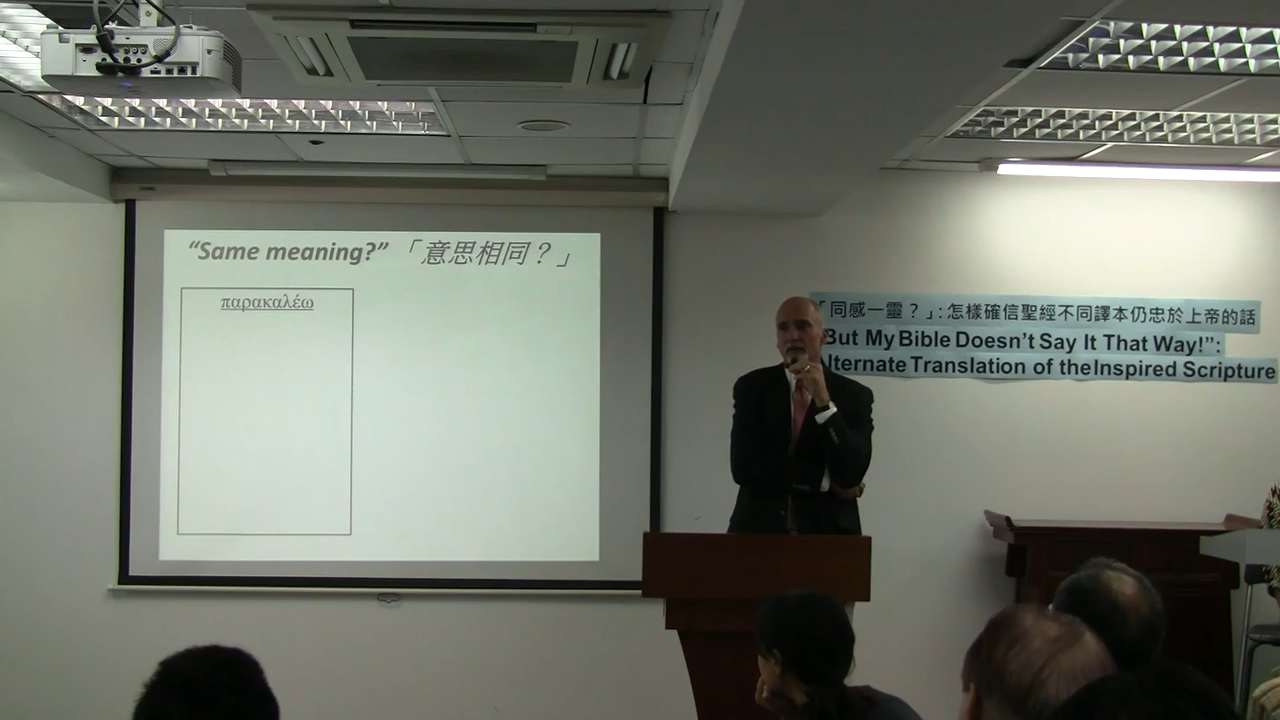 “Same meaning?” 「意思相同？」
παρακαλέω
「同感一靈？」：怎樣確信聖經不同譯本仍忠於上帝的話
But My Bible Doesn’t Say It That Way!”:
lternate Translation of the Inspired Scripture